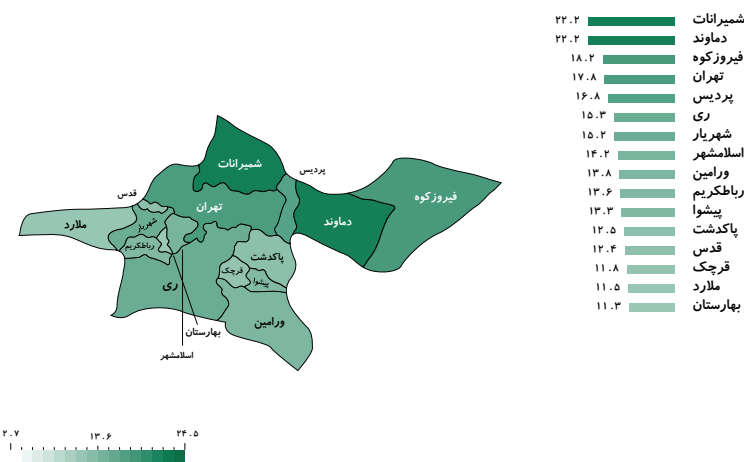 شمیرانات ۲۲.۲
دماوند ۲۲.۲
فیروزکوه ۱۸.۲
تهران ۱۷.۸
پردیس ۱۶.۸
ری ۱۵.۳
شهریار ۱۵.۲
اسلامشهر ۱۴.۲
ورامین ۱۳.۸
رباطکریم ۱۳.۶
پیشوا ۱۳.۳
پاکدشت ۱۲.۵
قدس ۱۲.۴
قرچک ۱۱.۸
ملارد ۱۱.۵
بهارستان ۱۱.۳
شمیرانات
پردیس
فیروزکوه
قدس
تهران
دماوند
ملارد
شهریار
رباطکریم
پاکدشت
قرچک
پیشوا
ری
ورامین
بهارستان
اسلامشهر
۲.۷ ۱۳.۶ ۲۴.۵